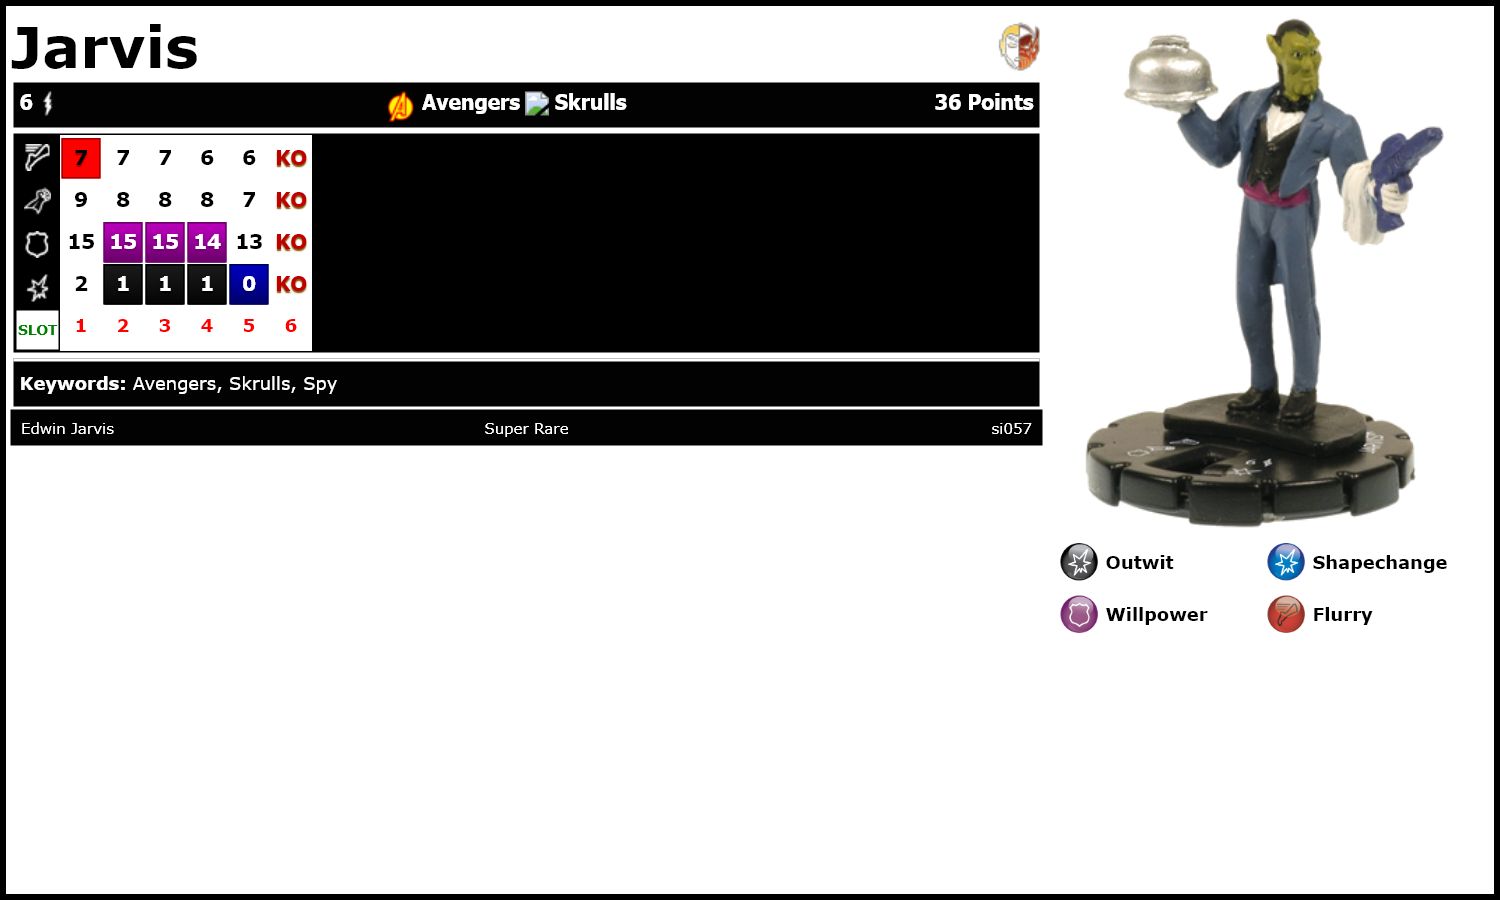 Jarvis
6 Avengers Skrulls 36 Points
7 7 7 6 6 KO
9 8 8 8 7 KO
15 15 15 14 13 KO
2 1 1 1 0 KO
SLOT 1 2 3 4 5 6
Keywords: Avengers, Skrulls, Spy
Edwin Jarvis Super Rare si057
JARVIS
Outwit Shapechange
Willpower Flurry